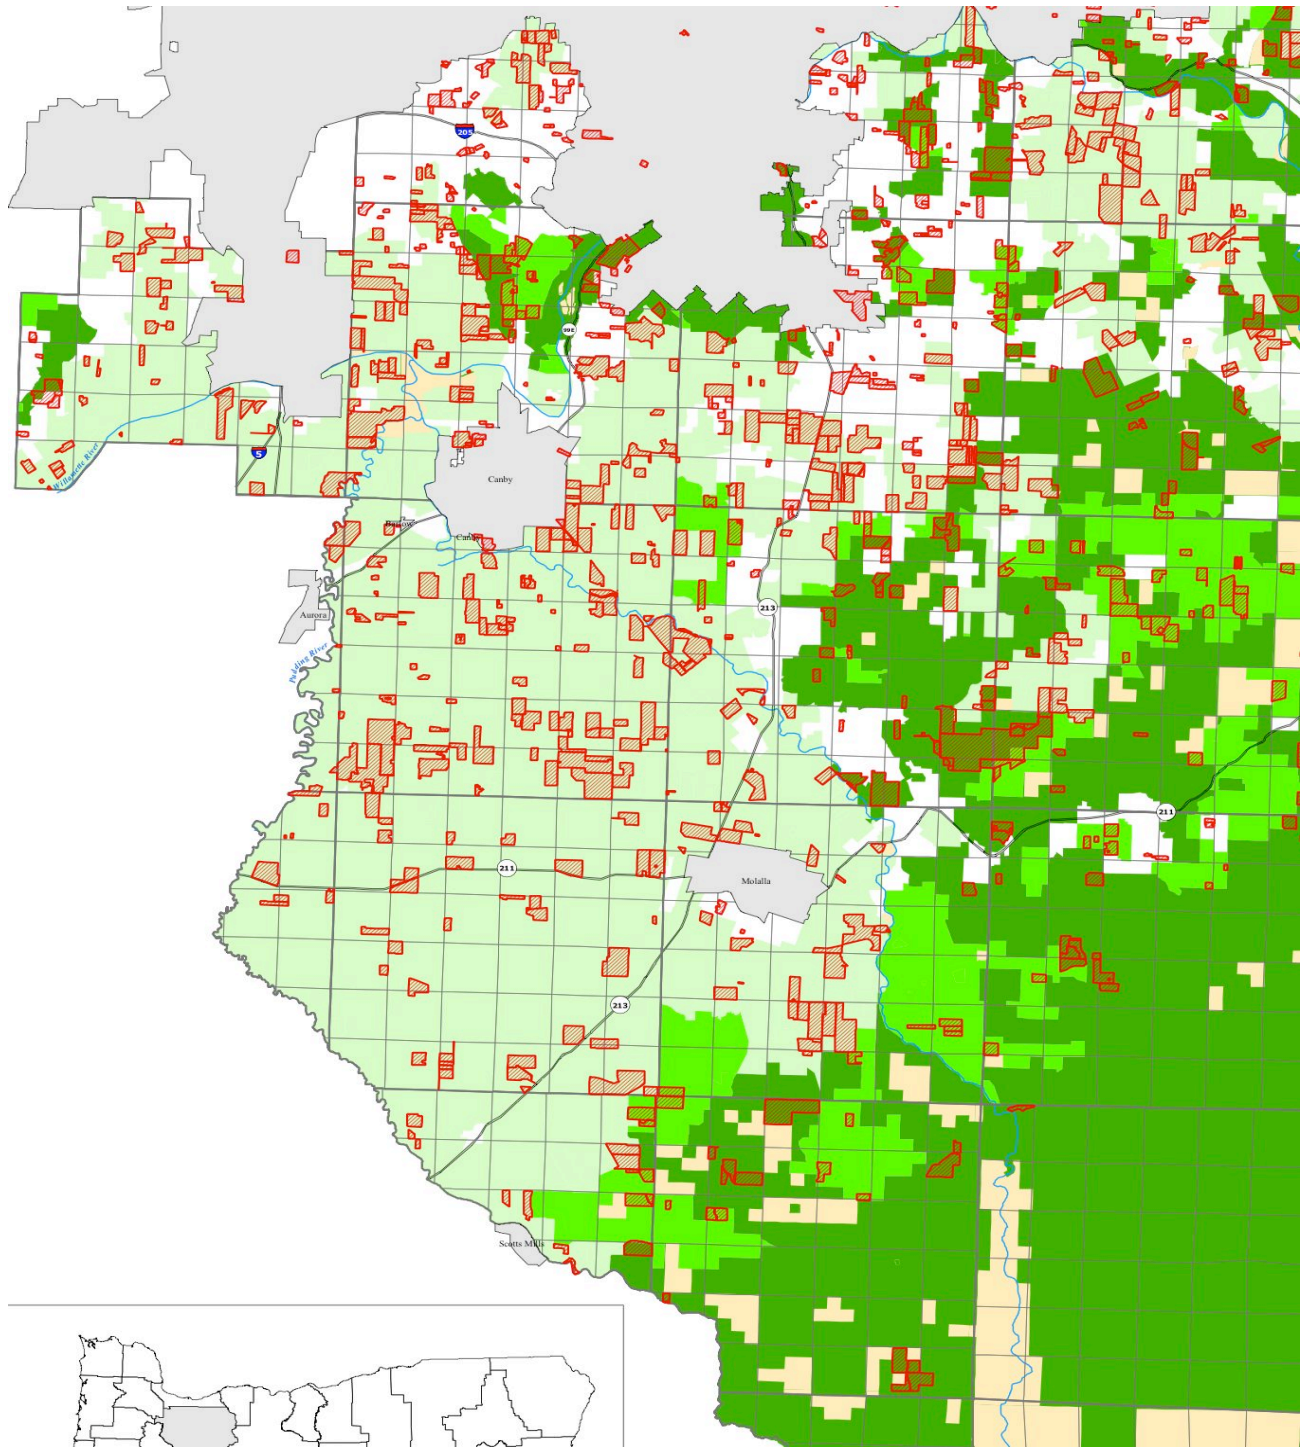 205
99E
Willamette River
5
Canby
Barlow
Canby
Aurora
213
Pudding River
211
211
Molalla
213
Scotts Mills